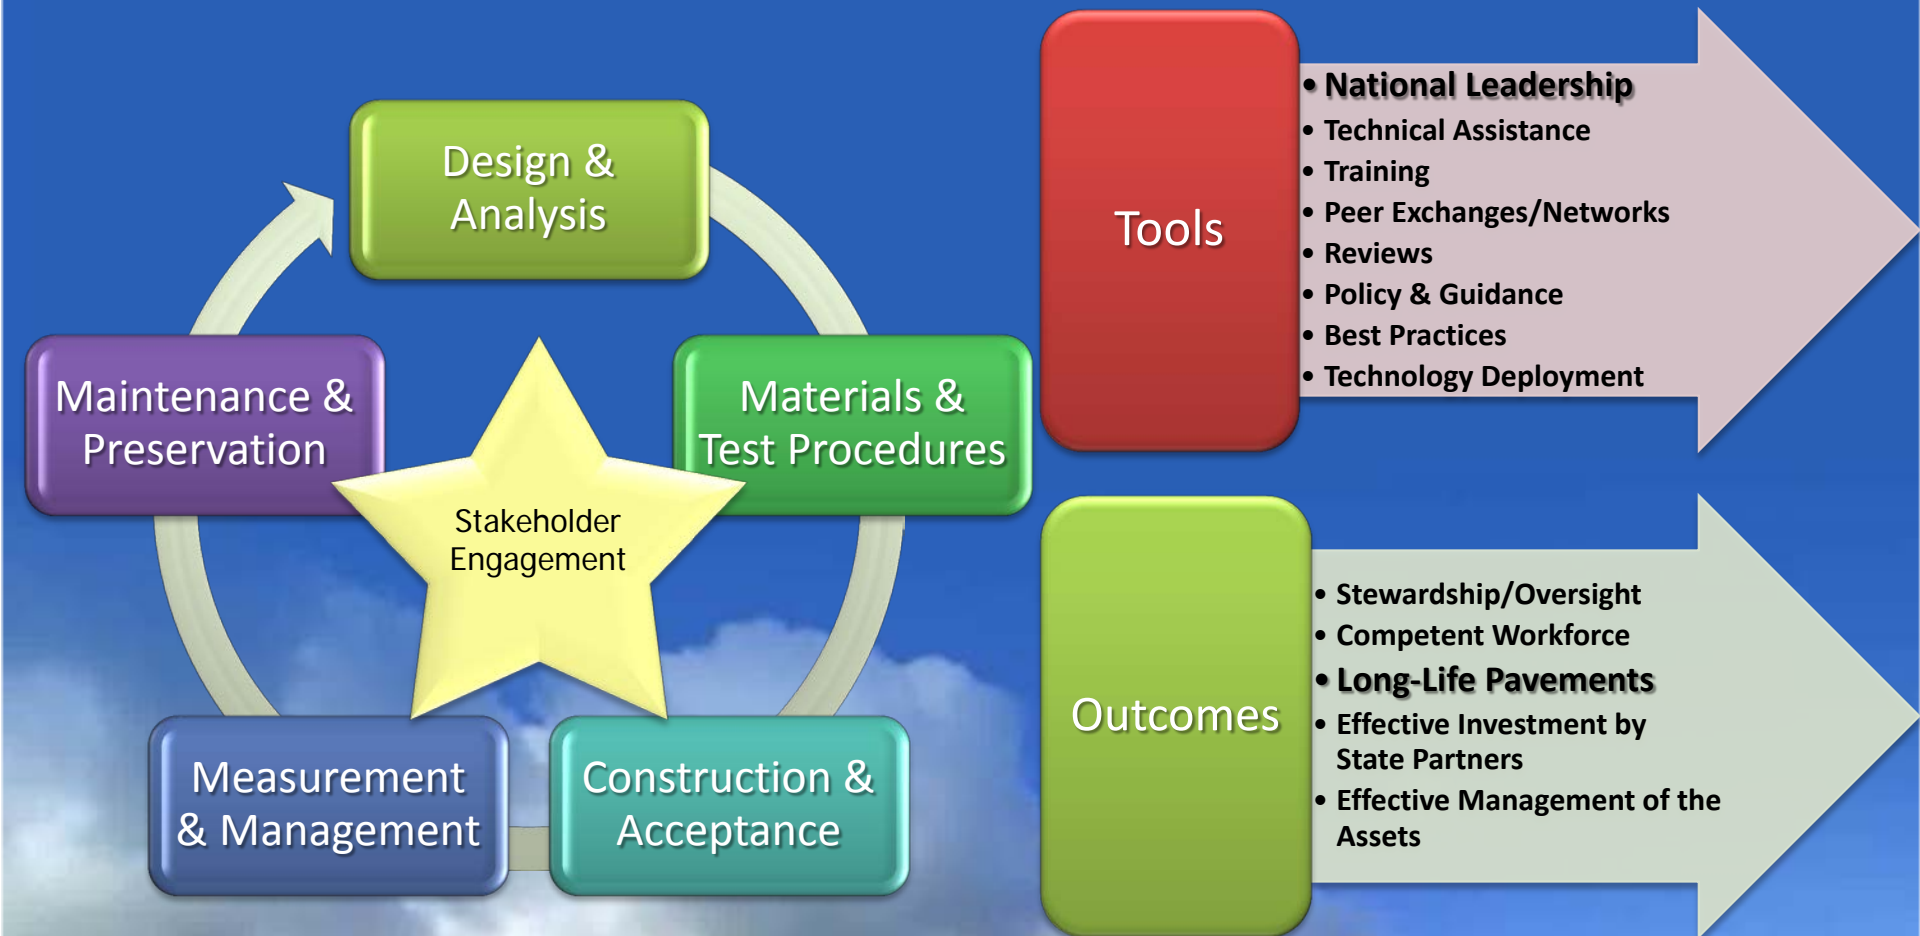 Design &
Analysis
Materials &
Test Procedures
Construction &
Acceptance
Measurement
& Management
Maintenance &
Preservation
Stakeholder
Engagement
Tools
• National Leadership
• Technical Assistance
• Training
• Peer Exchanges/Networks
• Reviews
• Policy & Guidance
• Best Practices
• Technology Deployment
Outcomes
• Stewardship/Oversight
• Competent Workforce
• Long-Life Pavements
• Effective Investment by
State Partners
• Effective Management of the
Assets